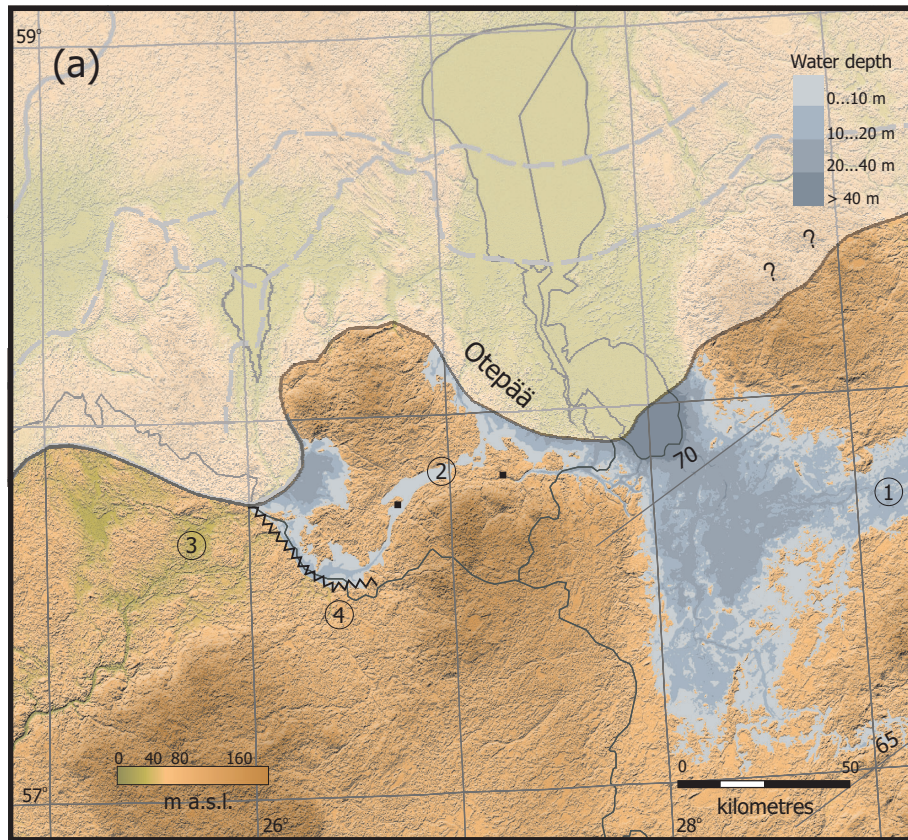 59°
(a)
Water depth
0...10 m
10...20 m
20...40 m
> 40 m
?
?
Otepää
70
2
1
3
4
65
0 40 80 160
m a.s.l.
0 50
kilometres
57°
26°
28°